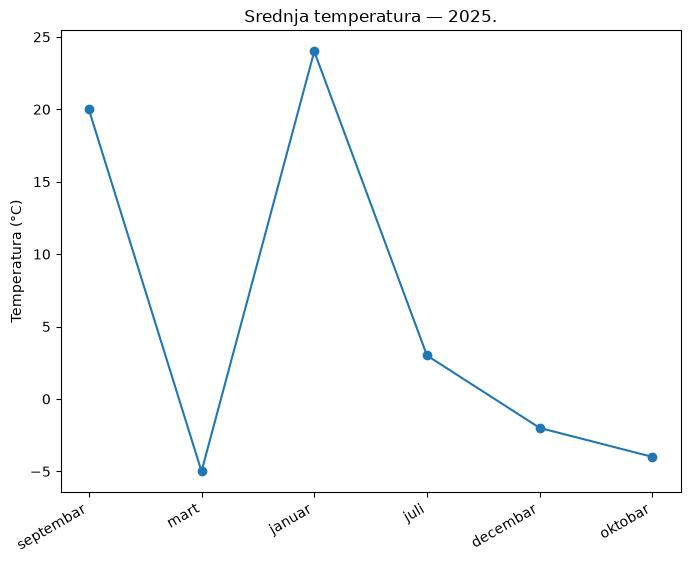 Srednja temperatura — 2025.
Temperatura (°C)
25
20
15
10
5
0
−5
septembar
mart
januar
juli
decembar
oktobar